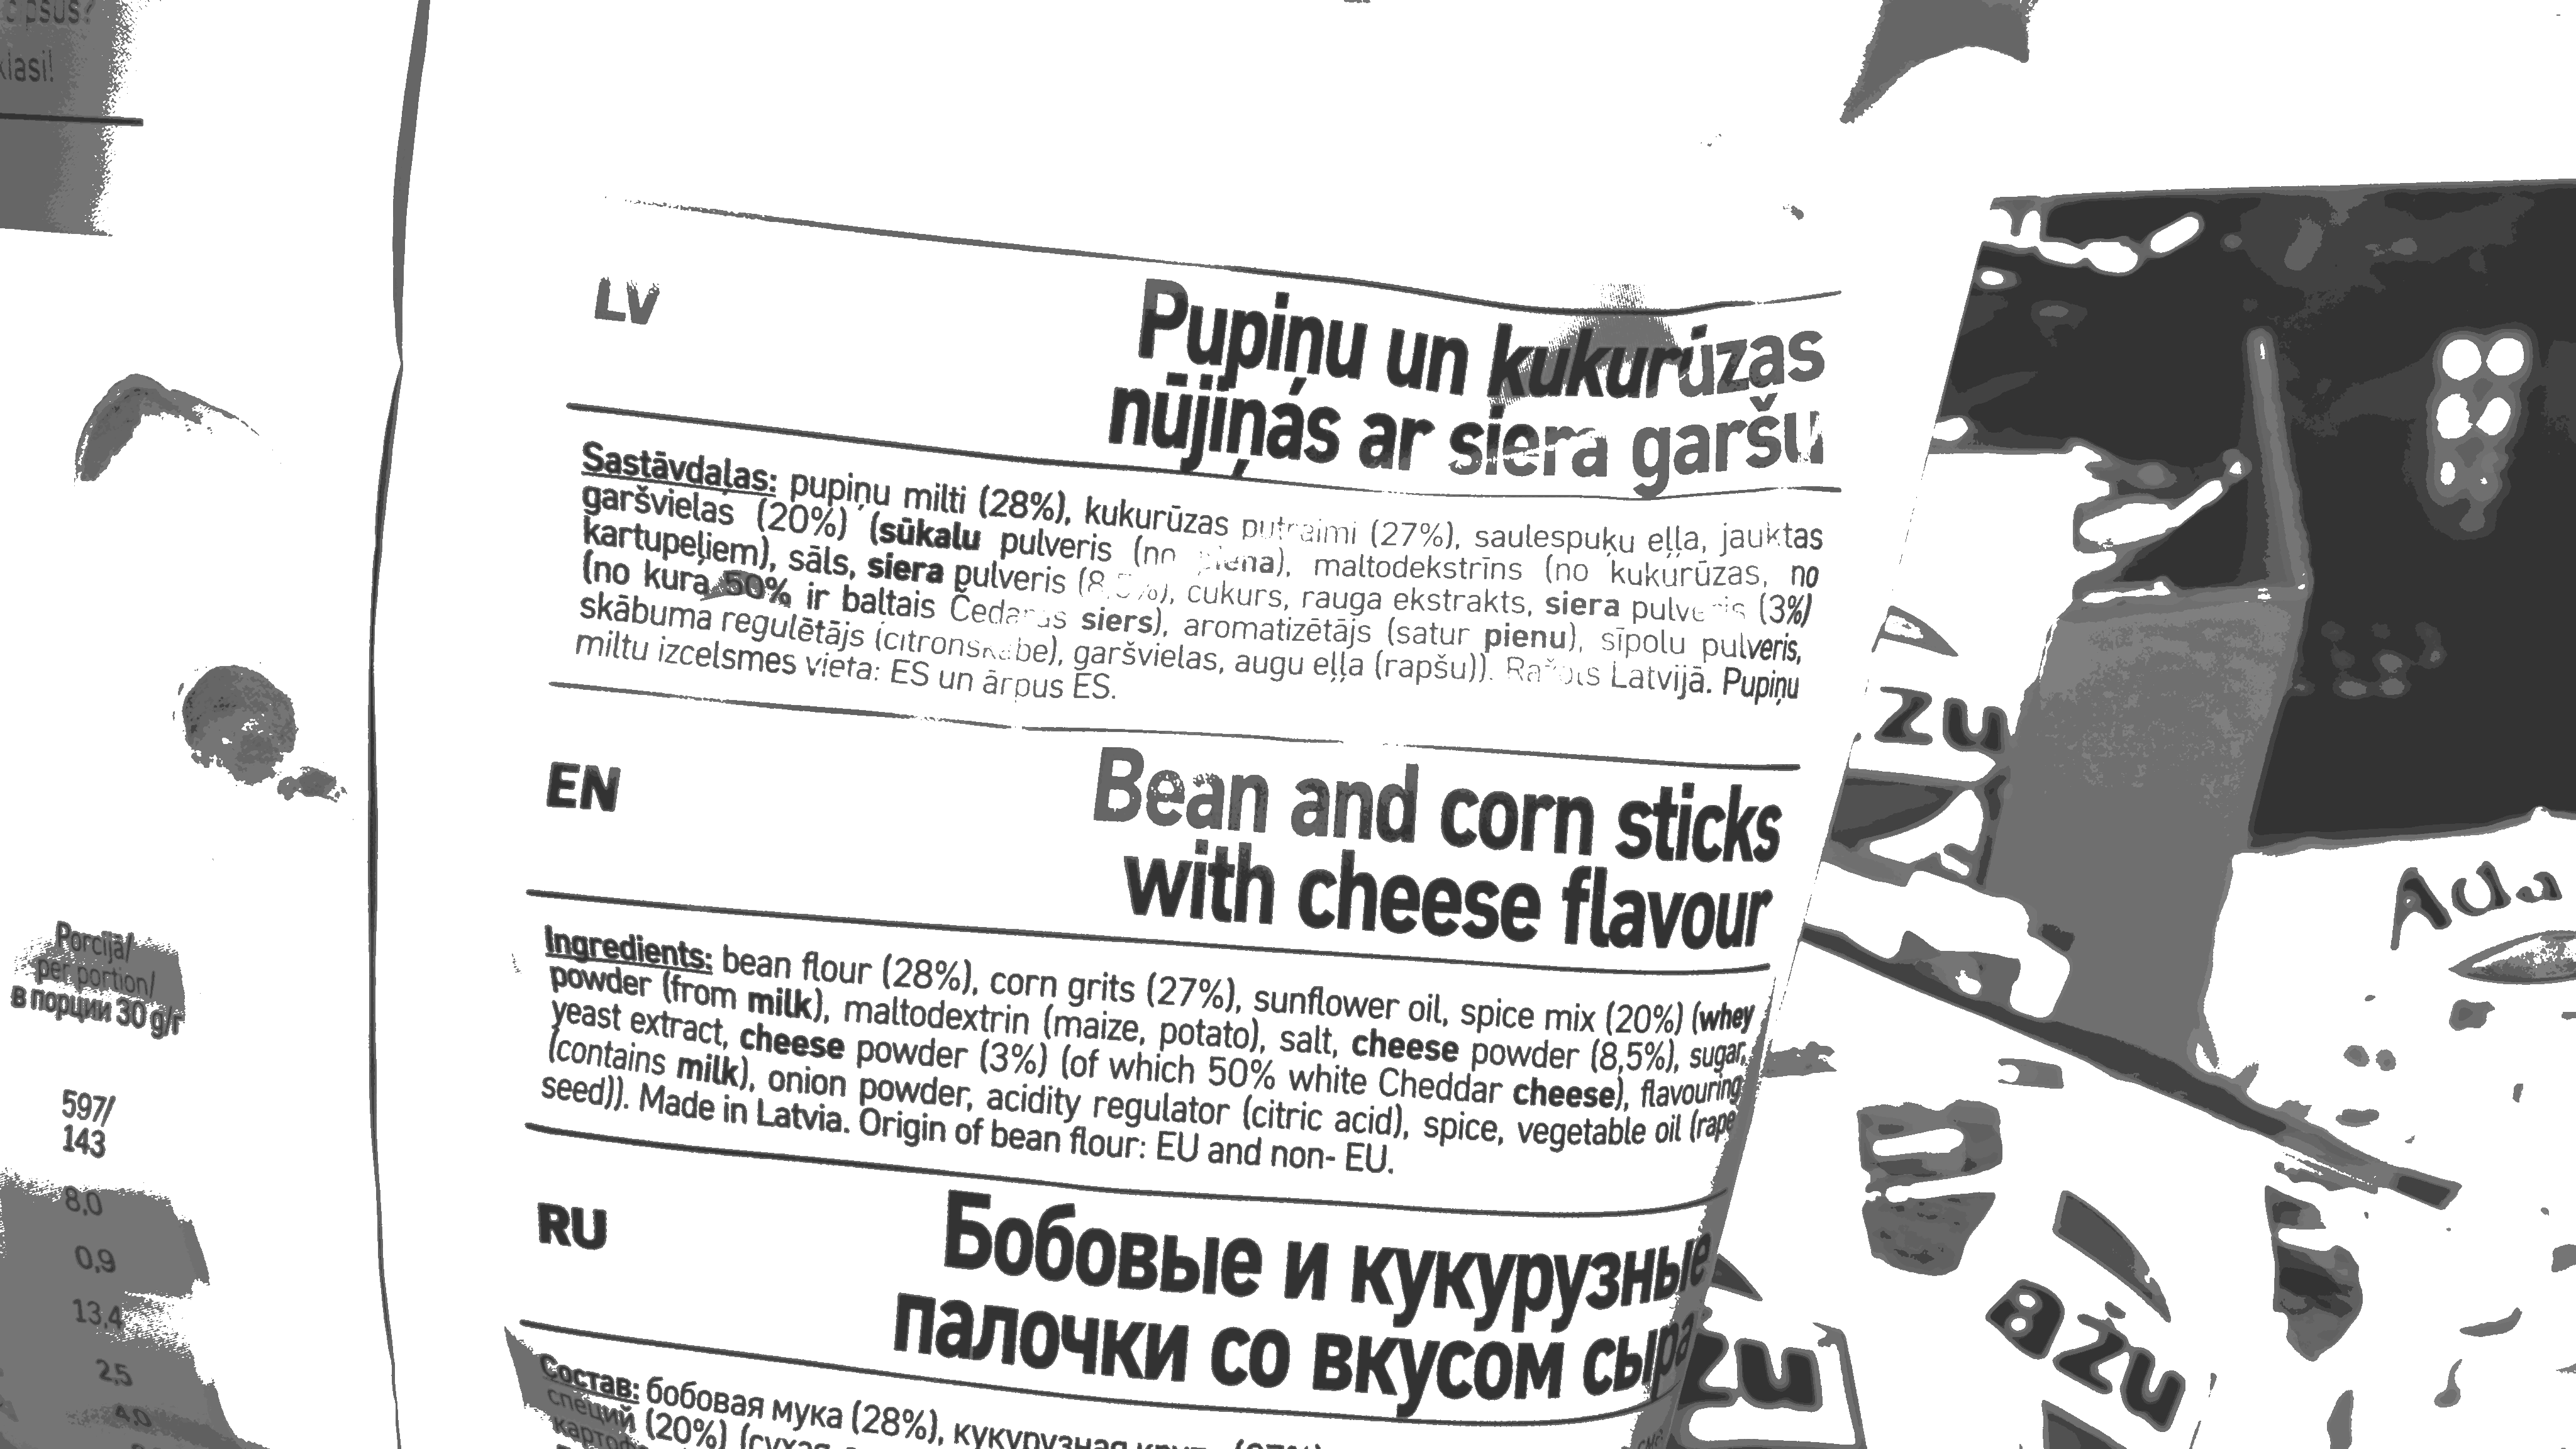 psus?
kļasi!
Porcijā/
per portion/
в порции 30 g/г
597/
143
8,0
0,9
13,4
2,5
4,0
LV
Pupiņu un kukurūzas
nūjiņas ar siera garšu
Sastāvdaļas: pupiņu milti (28%), kukurūzas putraimi (27%), saulespuķu eļļa, jauktas
garšvielas (20%) (sūkalu pulveris (no piena), maltodekstrīns (no kukurūzas, no
kartupeļiem), sāls, siera pulveris (8,5%), cukurs, rauga ekstrakts, siera pulveris (3%)
(no kura 50% ir baltais Čedaras siers), aromatizētājs (satur pienu), sīpolu pulveris,
skābuma regulētājs (citronskābe), garšvielas, augu eļļa (rapšu)). Ražots Latvijā. Pupiņu
miltu izcelsmes vieta: ES un ārpus ES.
EN
Bean and corn sticks
with cheese flavour
Ingredients: bean flour (28%), corn grits (27%), sunflower oil, spice mix (20%) (whey
powder (from milk), maltodextrin (maize, potato), salt, cheese powder (8,5%), sugar,
yeast extract, cheese powder (3%) (of which 50% white Cheddar cheese), flavouring
(contains milk), onion powder, acidity regulator (citric acid), spice, vegetable oil (rape
seed)). Made in Latvia. Origin of bean flour: EU and non- EU.
RU
Бобовые и кукурузные
палочки со вкусом сыра
Состав: бобовая мука (28%), кукурузная
специй (20%) (сухая
zu
zu
Ada